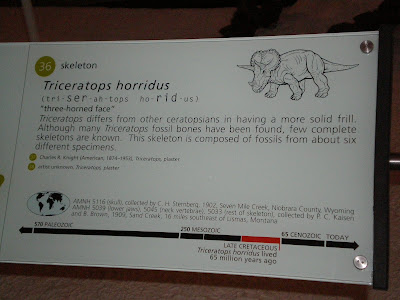 36 skeleton
Triceratops horridus
(tri-ser-ah-tops ho-rid-us)
"three-horned face"
Triceratops differs from other ceratopsians in having a more solid frill.
Although many Triceratops fossil bones have been found, few complete
skeletons are known. This skeleton is composed of fossils from about six
different specimens.
Charles R. Knight (American, 1874–1953), Triceratops, plaster
artist unknown, Triceratops, plaster
AMNH 5116 (skull), collected by C. H. Sternberg, 1902, Seven Mile Creek, Niobrara County, Wyoming
AMNH 5039 (lower jaws), 5045 (neck vertebrae), 5033 (rest of skeleton), collected by P. C. Kaisen
and B. Brown, 1909, Sand Creek, 16 miles southeast of Lismas, Montana
570 PALEOZOIC 250 MESOZOIC 65 CENOZOIC TODAY
LATE CRETACEOUS
Triceratops horridus lived
65 million years ago